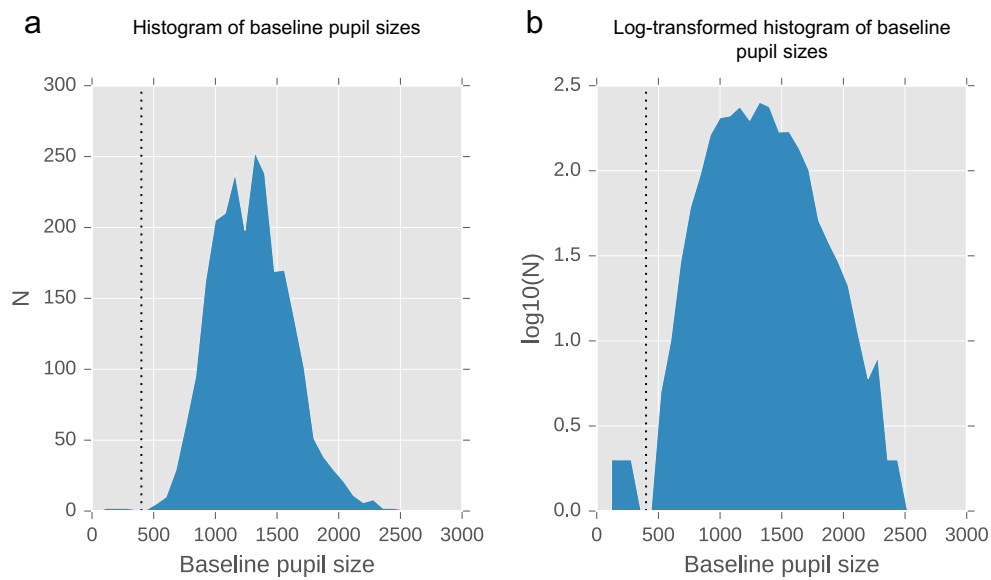 a
Histogram of baseline pupil sizes
300
250
200
150
100
50
0
N
0 500 1000 1500 2000 2500 3000
Baseline pupil size
b
Log-transformed histogram of baseline
pupil sizes
2.5
2.0
1.5
1.0
0.5
0.0
log10(N)
0 500 1000 1500 2000 2500 3000
Baseline pupil size